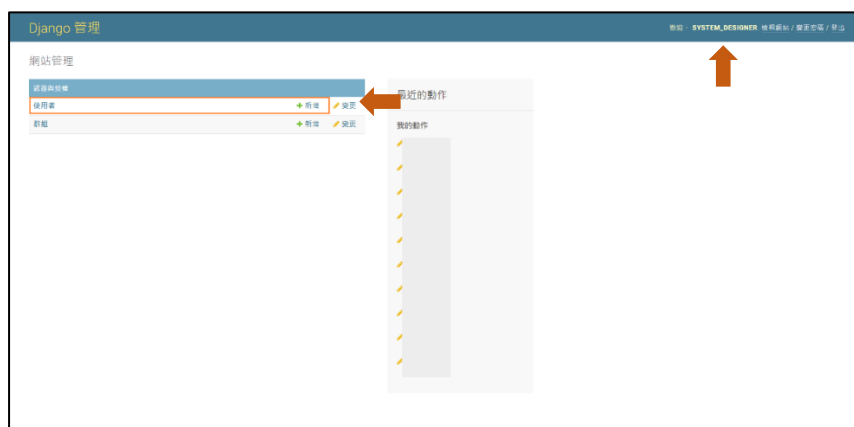 Django 管理
歡迎，SYSTEM_DESIGNER 檢視網站 / 變更密碼 / 登出
網站管理
認證與授權
使用者 新增 變更
群組 新增 變更
最近的動作
我的動作